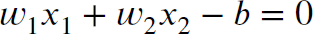 w₁x₁ + w₂x₂ − b = 0